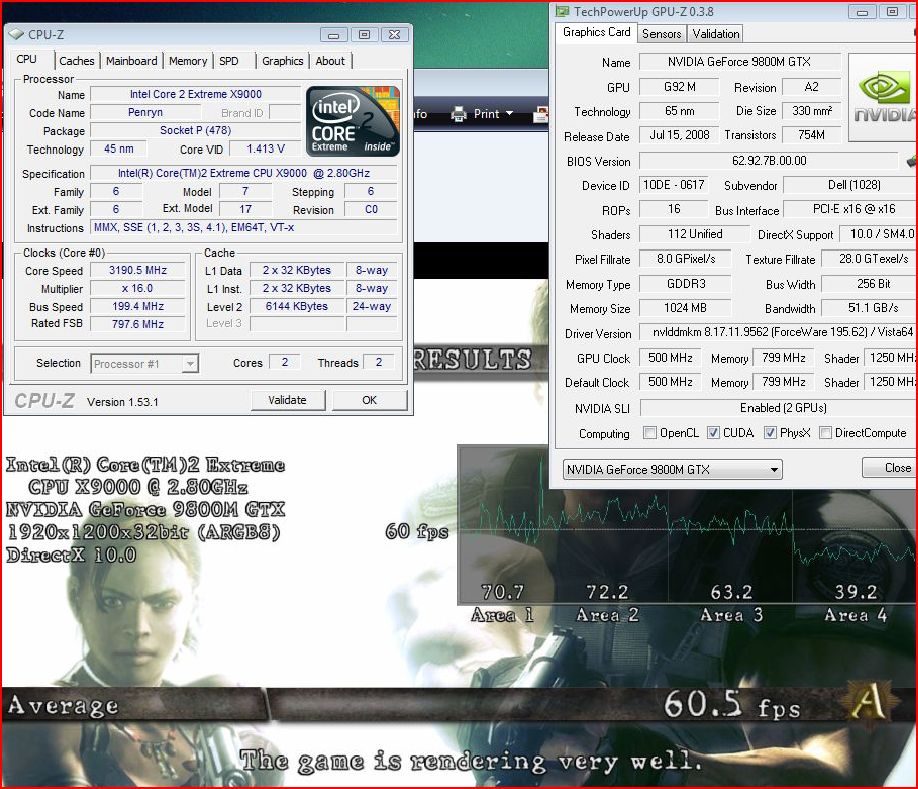 CPU-Z
CPU Caches Mainboard Memory SPD Graphics About
Processor
Name Intel Core 2 Extreme X9000
Code Name Penryn Brand ID
Package Socket P (478)
Technology 45 nm Core VID 1.413 V
intel CORE 2 Extreme inside™
Specification Intel(R) Core(TM)2 Extreme CPU X9000 @ 2.80GHz
Family 6 Model 7 Stepping 6
Ext. Family 6 Ext. Model 17 Revision C0
Instructions MMX, SSE (1, 2, 3, 3S, 4.1), EM64T, VT-x
Clocks (Core #0)
Core Speed 3190.5 MHz
Multiplier x 16.0
Bus Speed 199.4 MHz
Rated FSB 797.6 MHz
Cache
L1 Data 2 x 32 KBytes 8-way
L1 Inst. 2 x 32 KBytes 8-way
Level 2 6144 KBytes 24-way
Level 3
Selection Processor #1 Cores 2 Threads 2
CPU-Z Version 1.53.1 Validate OK
Print
TechPowerUp GPU-Z 0.3.8
Graphics Card Sensors Validation
Name NVIDIA GeForce 9800M GTX
GPU G92M Revision A2
Technology 65 nm Die Size 330 mm²
Release Date Jul 15, 2008 Transistors 754M
NVIDIA
BIOS Version 62.92.7B.00.00
Device ID 10DE - 0617 Subvendor Dell (1028)
ROPs 16 Bus Interface PCI-E x16 @ x16
Shaders 112 Unified DirectX Support 10.0 / SM4.0
Pixel Fillrate 8.0 GPixel/s Texture Fillrate 28.0 GTexel/s
Memory Type GDDR3 Bus Width 256 Bit
Memory Size 1024 MB Bandwidth 51.1 GB/s
Driver Version nvlddmkm 8.17.11.9562 (ForceWare 195.62) / Vista64
GPU Clock 500 MHz Memory 799 MHz Shader 1250 MHz
Default Clock 500 MHz Memory 799 MHz Shader 1250 MHz
NVIDIA SLI Enabled (2 GPUs)
Computing OpenCL CUDA PhysX DirectCompute
NVIDIA GeForce 9800M GTX Close
RESULTS
Intel(R) Core(TM)2 Extreme
CPU X9000 @ 2.80GHz
NVIDIA GeForce 9800M GTX
1920x1200x32bit (ARGB8)
DirectX 10.0
60 fps
70.7 72.2 63.2 39.2
Area 1 Area 2 Area 3 Area 4
Average 60.5 fps A
The game is rendering very well.